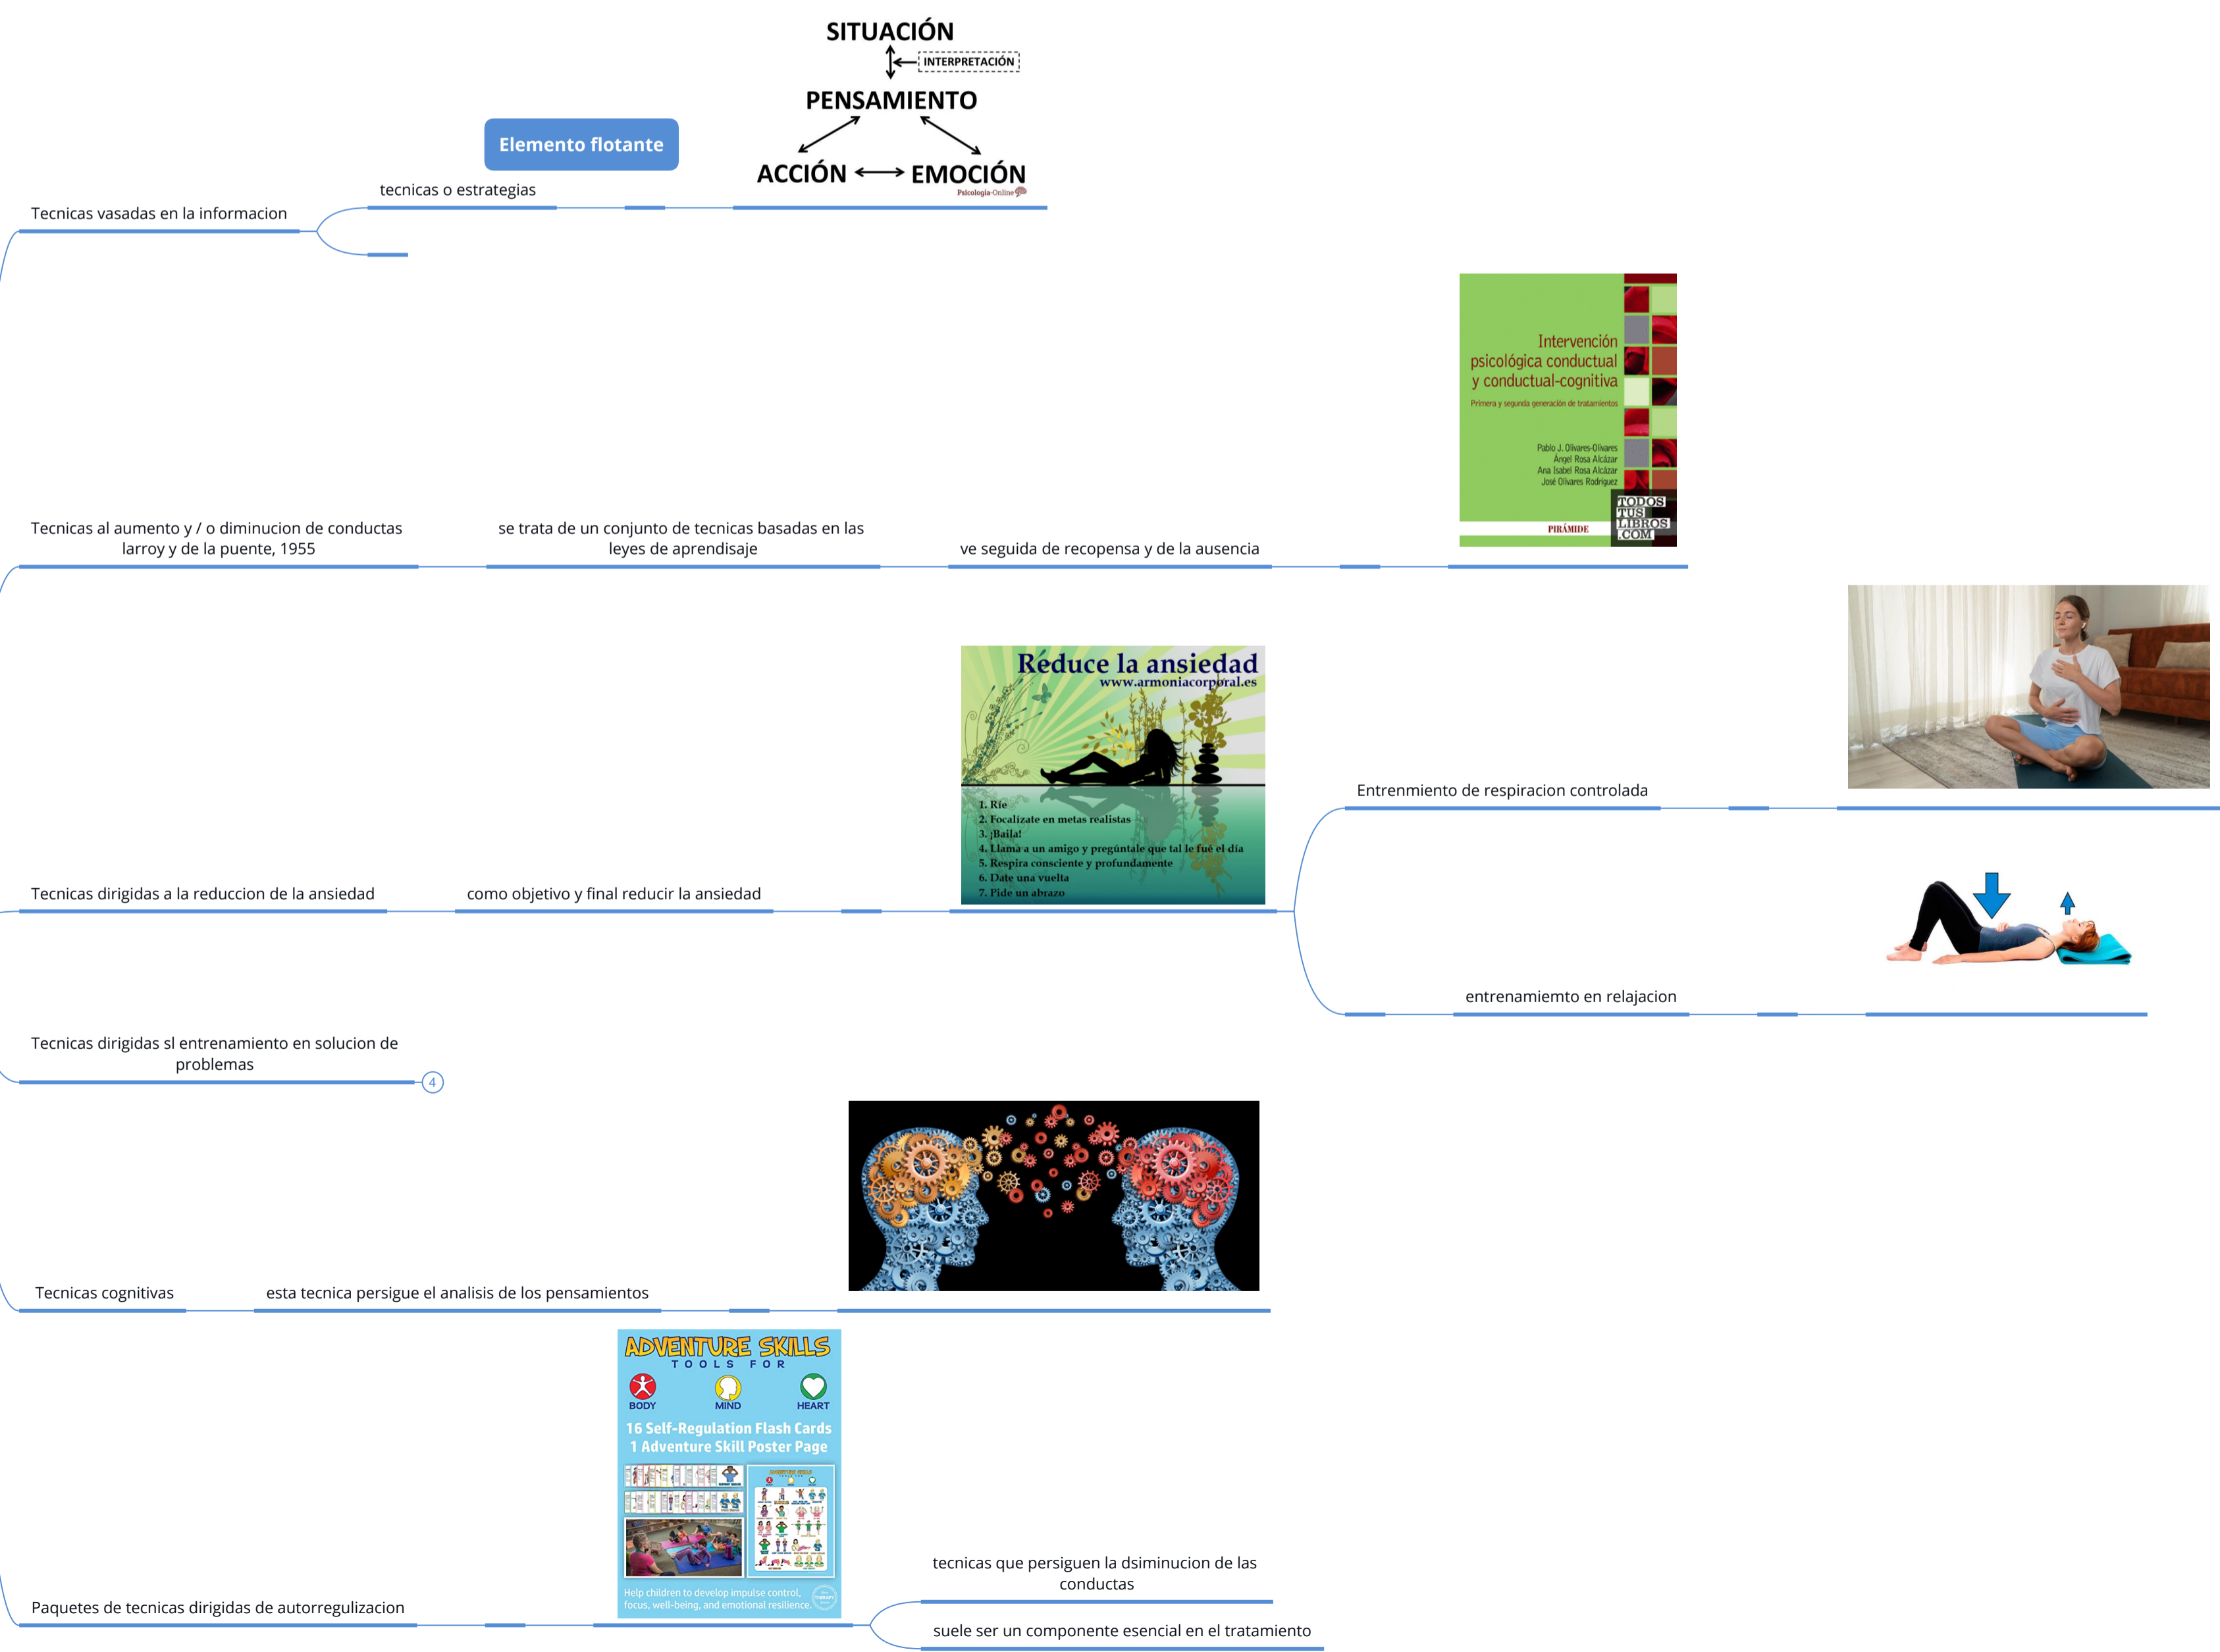 SITUACIÓN
INTERPRETACIÓN
PENSAMIENTO
ACCIÓN
EMOCIÓN
Psicología-Online
Elemento flotante
tecnicas o estrategias
Tecnicas vasadas en la informacion
Intervención
psicológica conductual
y conductual-cognitiva
Primera y segunda generación de tratamientos
Pablo J. Olivares-Olivares
Ángel Rosa Alcázar
Ana Isabel Rosa Alcázar
José Olivares Rodríguez
PIRÁMIDE
TODOS
TUS
LIBROS
.COM
Tecnicas al aumento y / o diminucion de conductas
larroy y de la puente, 1955
se trata de un conjunto de tecnicas basadas en las
leyes de aprendisaje
ve seguida de recopensa y de la ausencia
Reduce la ansiedad
www.armoniacorporal.es
1. Ríe
2. Focalízate en metas realistas
3. ¡Baila!
4. Llama a un amigo y pregúntale que tal le fue el día
5. Respira consciente y profundamente
6. Date una vuelta
7. Pide un abrazo
Entrenmiento de respiracion controlada
Tecnicas dirigidas a la reduccion de la ansiedad
como objetivo y final reducir la ansiedad
entrenamiemto en relajacion
Tecnicas dirigidas sl entrenamiento en solucion de
problemas
4
Tecnicas cognitivas
esta tecnica persigue el analisis de los pensamientos
ADVENTURE SKILLS
TOOLS FOR
BODY
MIND
HEART
16 Self-Regulation Flash Cards
1 Adventure Skill Poster Page
Help children to develop impulse control,
focus, well-being, and emotional resilience.
Paquetes de tecnicas dirigidas de autorregulizacion
tecnicas que persiguen la dsiminucion de las
conductas
suele ser un componente esencial en el tratamiento